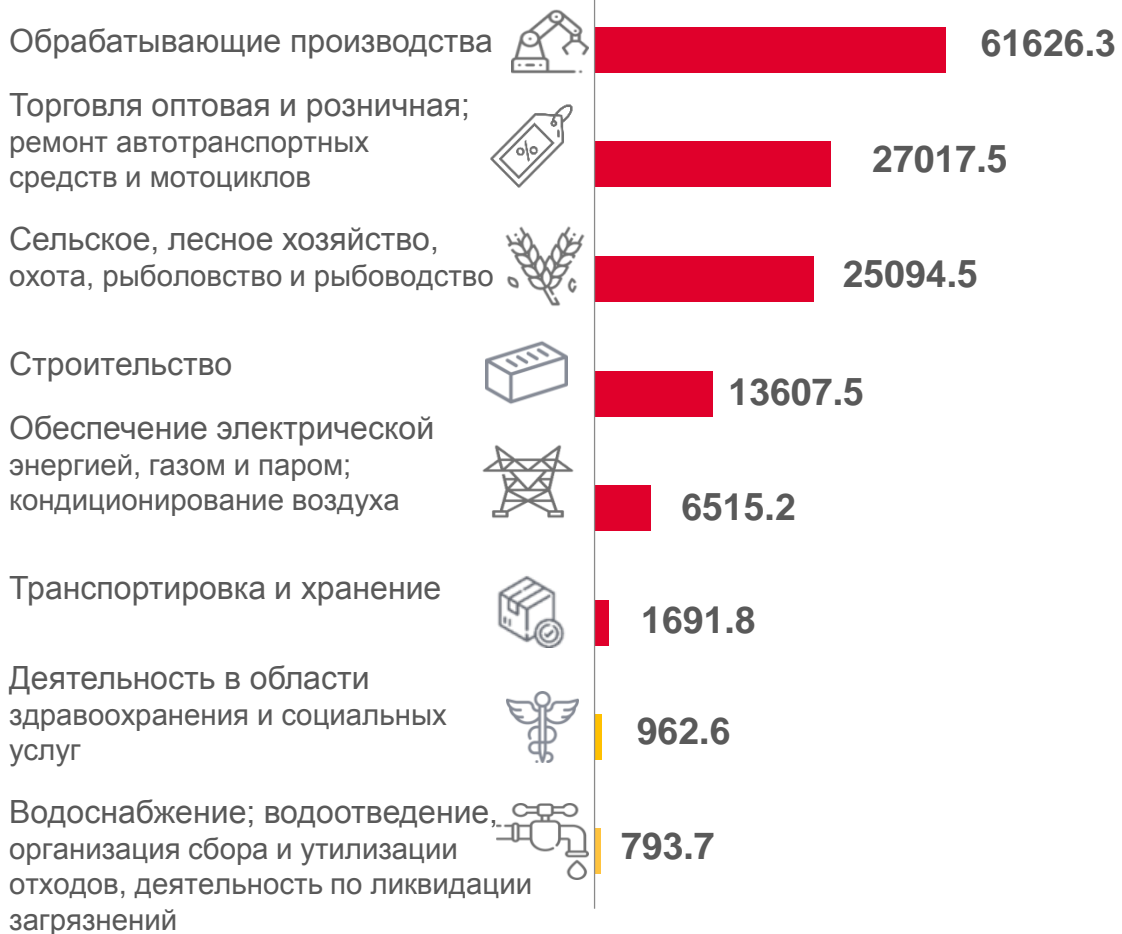 Обрабатывающие производства
61626.3
Торговля оптовая и розничная;
ремонт автотранспортных
средств и мотоциклов
%
27017.5
Сельское, лесное хозяйство,
охота, рыболовство и рыбоводство
25094.5
Строительство
13607.5
Обеспечение электрической
энергией, газом и паром;
кондиционирование воздуха
6515.2
Транспортировка и хранение
1691.8
Деятельность в области
здравоохранения и социальных
услуг
962.6
Водоснабжение; водоотведение,
организация сбора и утилизации
отходов, деятельность по ликвидации
загрязнений
793.7